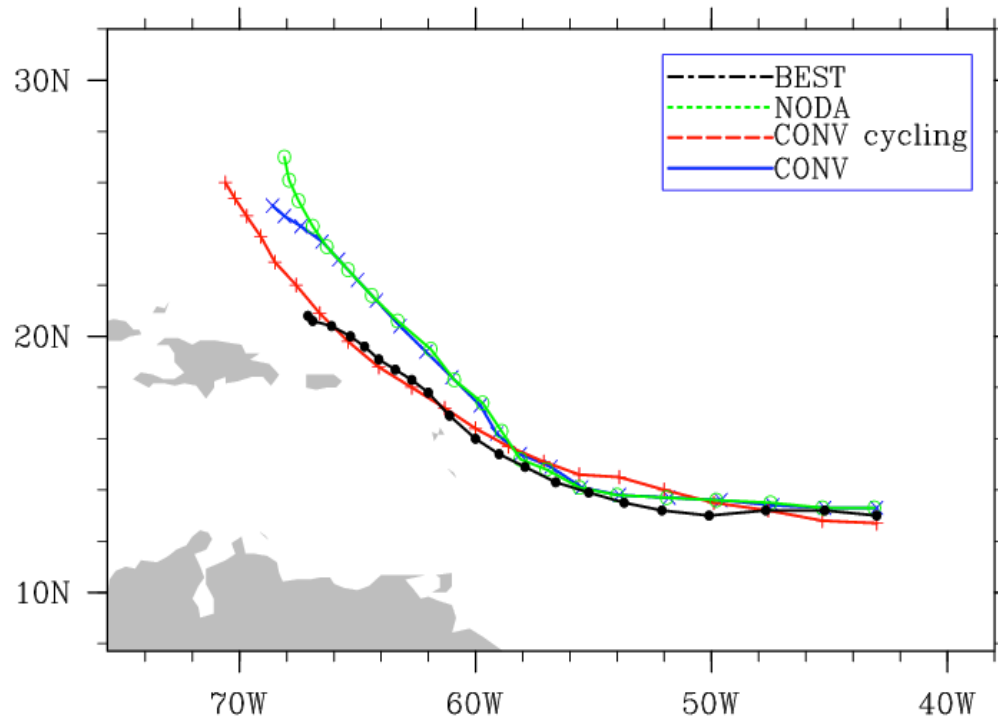 30N
20N
10N
BEST
NODA
CONV cycling
CONV
70W 60W 50W 40W